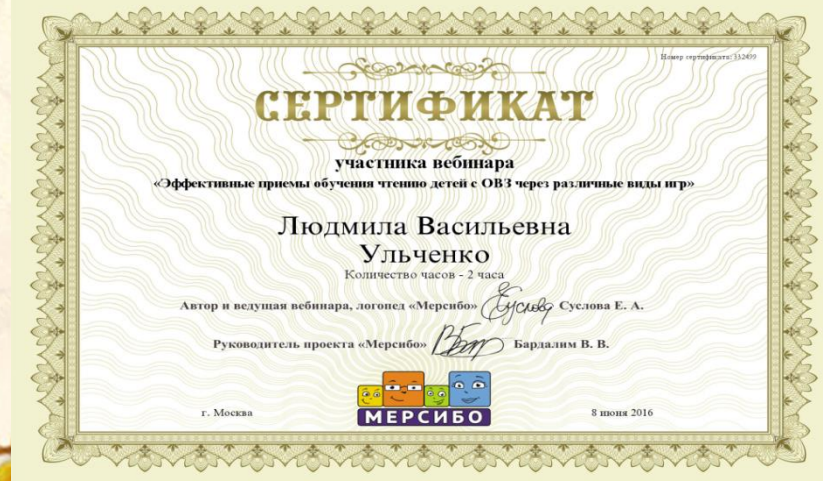 Номер сертификата: 332499
СЕРТИФИКАТ
участника вебинара
«Эффективные приемы обучения чтению детей с ОВЗ через различные виды игр»
Людмила Васильевна
Ульченко
Количество часов - 2 часа
Автор и ведущая вебинара, логопед «Мерсибо» Суслова Е. А.
Руководитель проекта «Мерсибо» Бардалим В. В.
МЕРСИБО
г. Москва 8 июня 2016